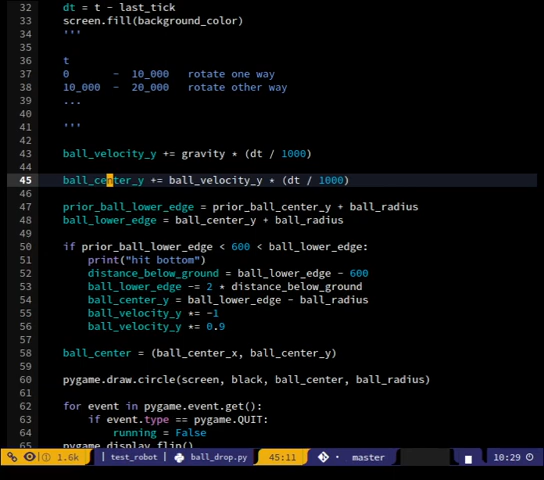 32 dt = t - last_tick
33 screen.fill(background_color)
34 '''
35
36 t
37 0 - 10_000 rotate one way
38 10_000 - 20_000 rotate other way
39 ...
40
41 '''
42
43 ball_velocity_y += gravity * (dt / 1000)
44
45 ball_center_y += ball_velocity_y * (dt / 1000)
46
47 prior_ball_lower_edge = prior_center_y + ball_radius
48 ball_lower_edge = ball_center_y + ball_radius
49
50 if prior_ball_lower_edge < 600 < ball_lower_edge:
51 print("hit bottom")
52 distance_below_ground = ball_lower_edge - 600
53 ball_lower_edge -= 2 * distance_below_ground
54 ball_center_y = ball_lower_edge - ball_radius
55 ball_velocity_y *= -1
56 ball_velocity_y *= 0.9
57
58 ball_center = (ball_center_x, ball_center_y)
59
60 pygame.draw.circle(screen, black, ball_center, ball_radius)
61
62 for event in pygame.event.get():
63 if event.type == pygame.QUIT:
64 running = False
65 pygame.display.flip()
1.6k | test_robot | ball_drop.py 45:11 master 10:29